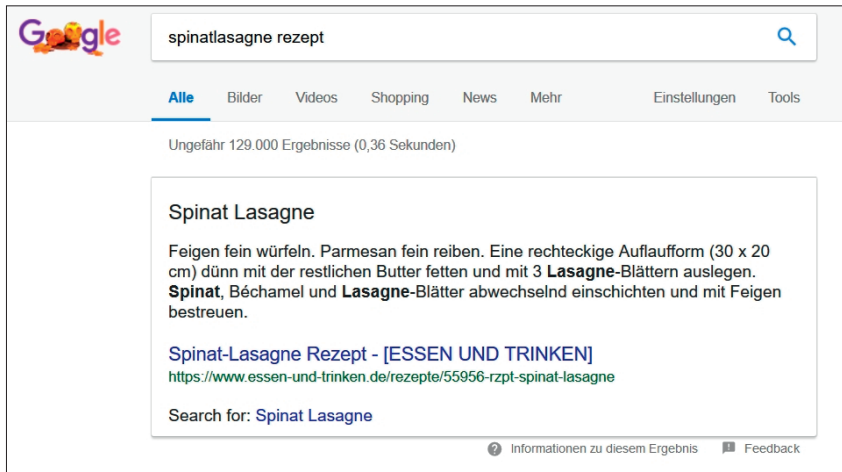 Google
spinatlasagne rezept
Alle Bilder Videos Shopping News Mehr Einstellungen Tools
Ungefähr 129.000 Ergebnisse (0,36 Sekunden)
Spinat Lasagne
Feigen fein würfeln. Parmesan fein reiben. Eine rechteckige Auflaufform (30 x 20
cm) dünn mit der restlichen Butter fetten und mit 3 Lasagne-Blättern auslegen.
Spinat, Béchamel und Lasagne-Blätter abwechselnd einschichten und mit Feigen
bestreuen.
Spinat-Lasagne Rezept - [ESSEN UND TRINKEN]
https://www.essen-und-trinken.de/rezepte/55956-rzpt-spinat-lasagne
Search for: Spinat Lasagne
Informationen zu diesem Ergebnis Feedback